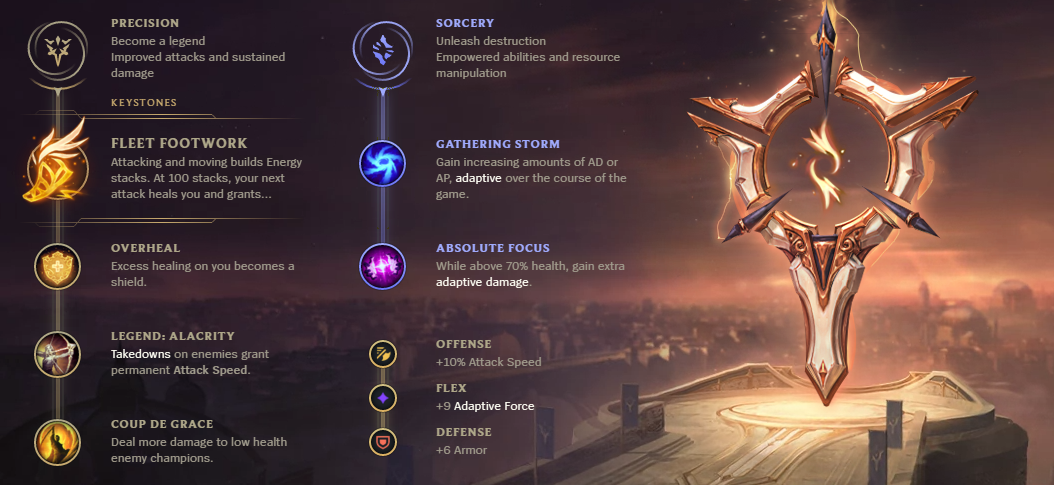 PRECISION
Become a legend
Improved attacks and sustained
damage
KEYSTONES
FLEET FOOTWORK
Attacking and moving builds Energy
stacks. At 100 stacks, your next
attack heals you and grants...
OVERHEAL
Excess healing on you becomes a
shield.
LEGEND: ALACRITY
Takedowns on enemies grant
permanent Attack Speed.
COUP DE GRACE
Deal more damage to low health
enemy champions.
SORCERY
Unleash destruction
Empowered abilities and resource
manipulation
GATHERING STORM
Gain increasing amounts of AD or
AP, adaptive over the course of the
game.
ABSOLUTE FOCUS
While above 70% health, gain extra
adaptive damage.
OFFENSE
+10% Attack Speed
FLEX
+9 Adaptive Force
DEFENSE
+6 Armor